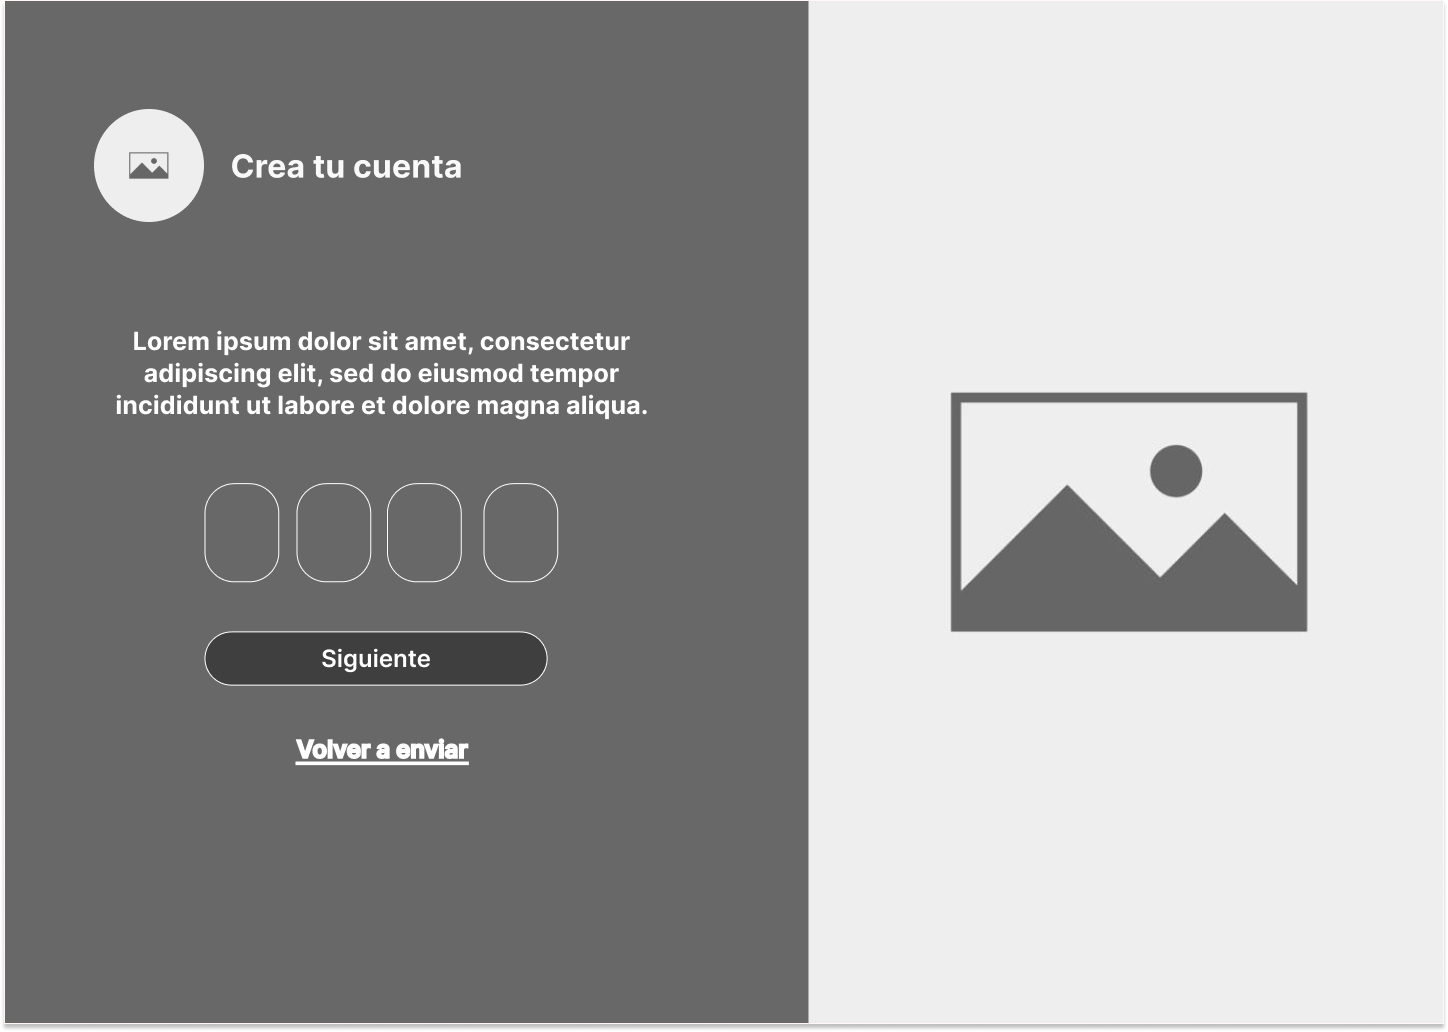 Crea tu cuenta
Lorem ipsum dolor sit amet, consectetur
adipiscing elit, sed do eiusmod tempor
incididunt ut labore et dolore magna aliqua.
Siguiente
Volver a enviar